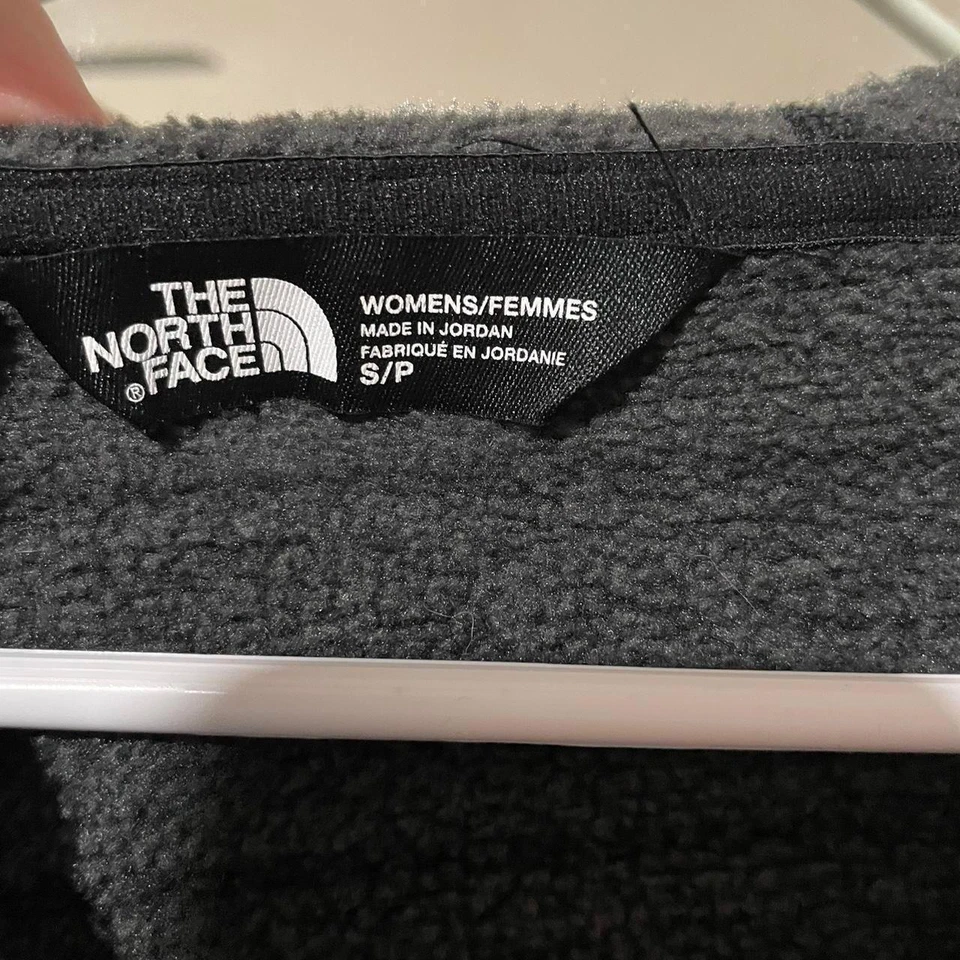 THE
NORTH
FACE
®
WOMENS/FEMMES
MADE IN JORDAN
FABRIQUÉ EN JORDANIE
S/P